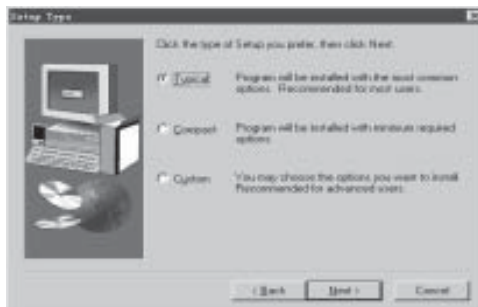 Setup Type
Click the type of Setup you prefer, then click Next.
Typical
Program will be installed with the most common
options. Recommended for most users.
Compact
Program will be installed with minimum required
options.
Custom
You may choose the options you want to install.
Recommended for advanced users.
< Back
Next >
Cancel